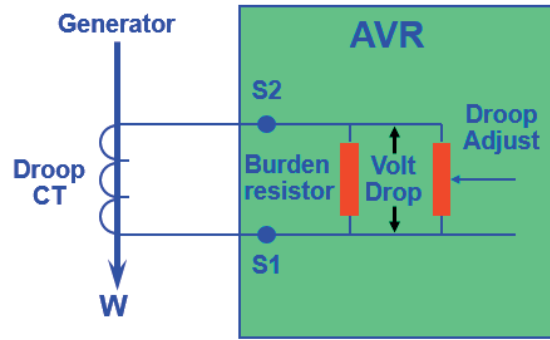 Generator
AVR
S2
Droop
Adjust
Droop
CT
Burden
resistor
Volt
Drop
S1
W